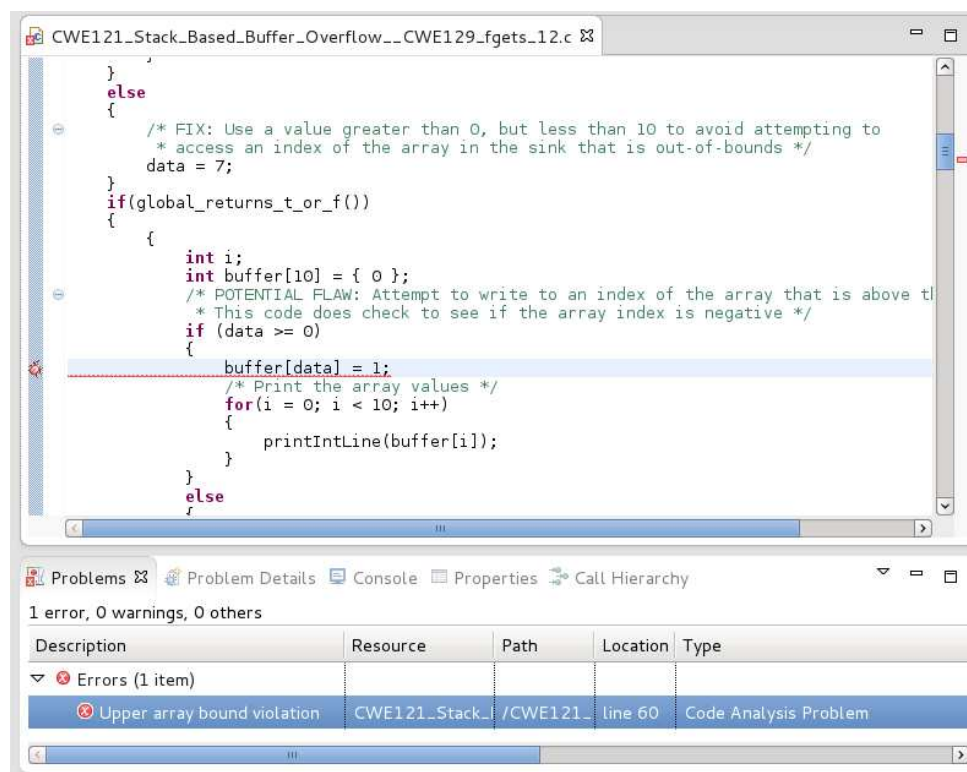 CWE121_Stack_Based_Buffer_Overflow__CWE129_fgets_12.c
}
else
{
/* FIX: Use a value greater than 0, but less than 10 to avoid attempting to
* access an index of the array in the sink that is out-of-bounds */
data = 7;
}
if(global_returns_t_or_f())
{
{
int i;
int buffer[10] = { 0 };
/* POTENTIAL FLAW: Attempt to write to an index of the array that is above th
* This code does check to see if the array index is negative */
if (data >= 0)
{
buffer[data] = 1;
/* Print the array values */
for(i = 0; i < 10; i++)
{
printIntLine(buffer[i]);
}
}
else
{
Problems Problem Details Console Properties Call Hierarchy
1 error, 0 warnings, 0 others
Description Resource Path Location Type
Errors (1 item)
Upper array bound violation CWE121_Stack_ /CWE121_ line 60 Code Analysis Problem